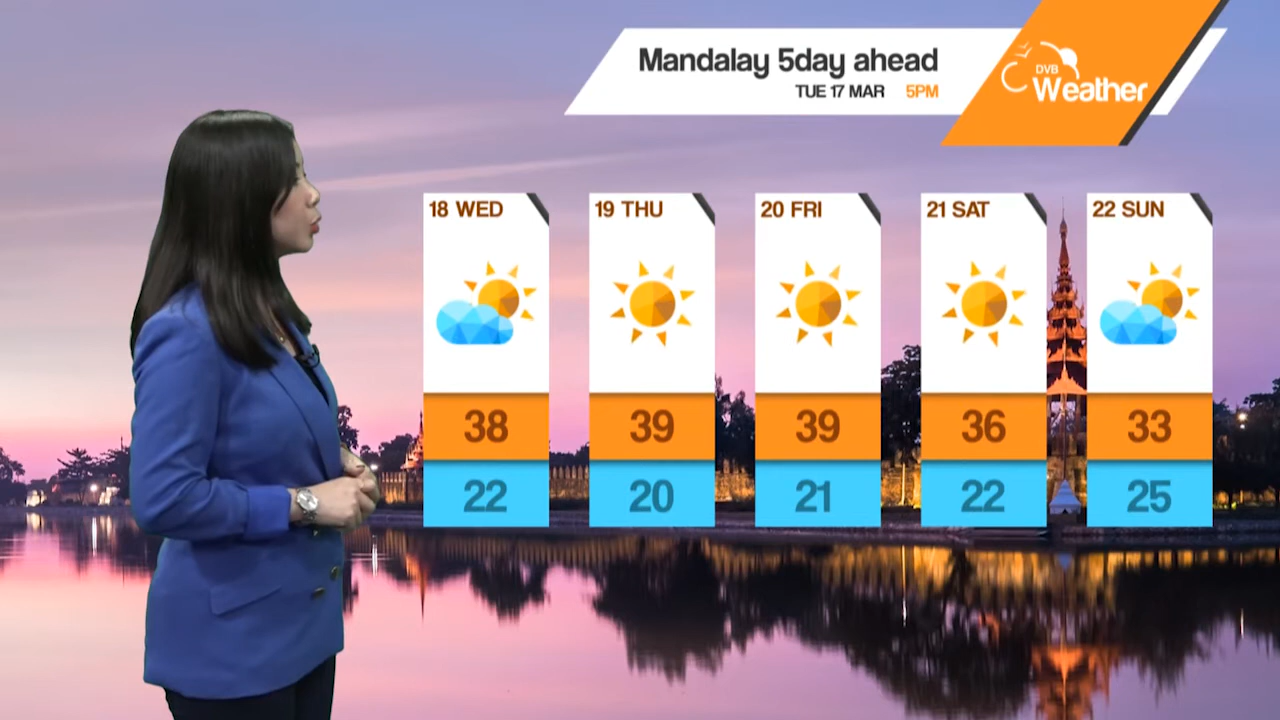 Mandalay 5day ahead
TUE 17 MAR 5PM
DVB
Weather
18 WED
38
22
19 THU
39
20
20 FRI
39
21
21 SAT
36
22
22 SUN
33
25